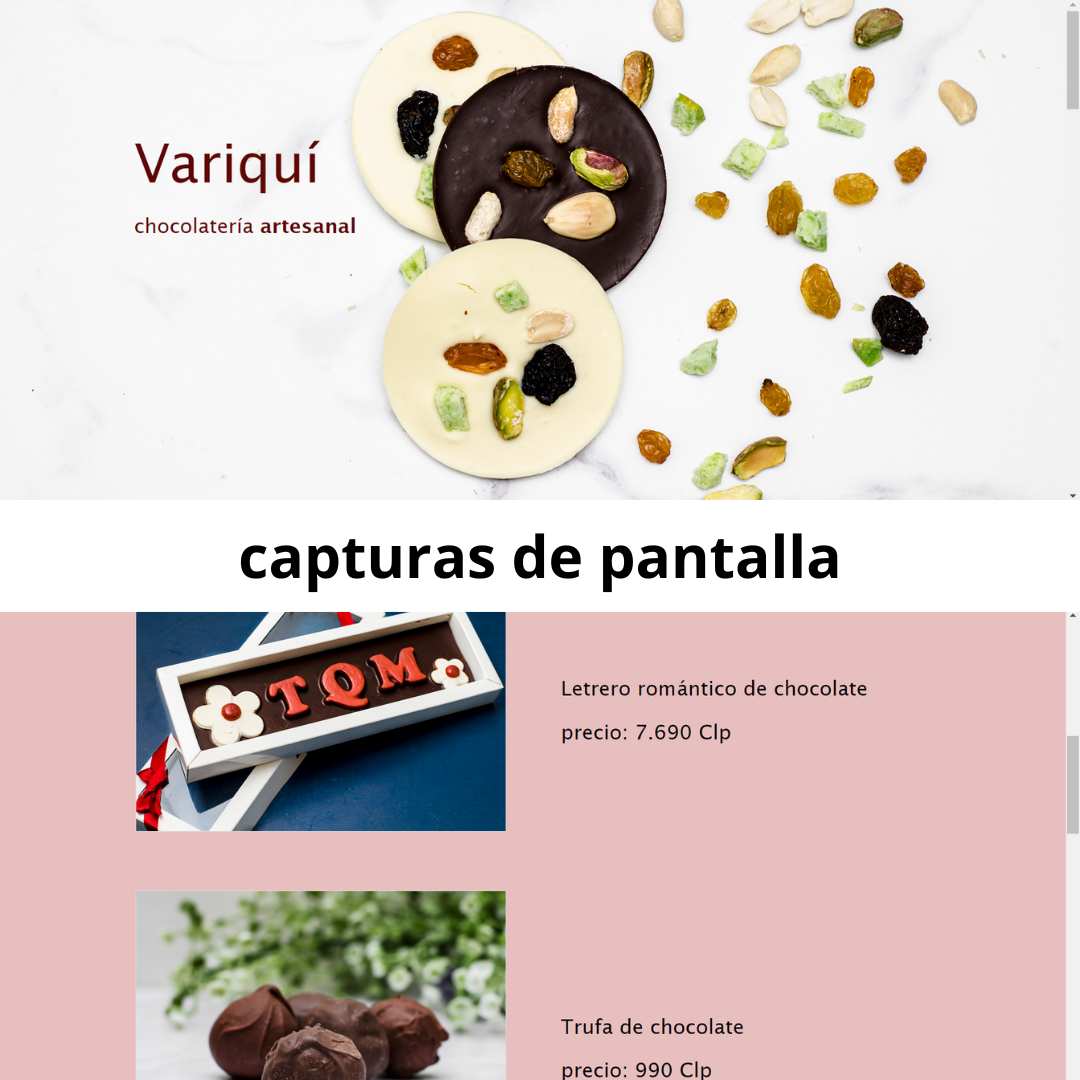 Variquí
chocolatería artesanal
capturas de pantalla
TQM
Letrero romántico de chocolate
precio: 7.690 Clp
Trufa de chocolate
precio: 990 Clp